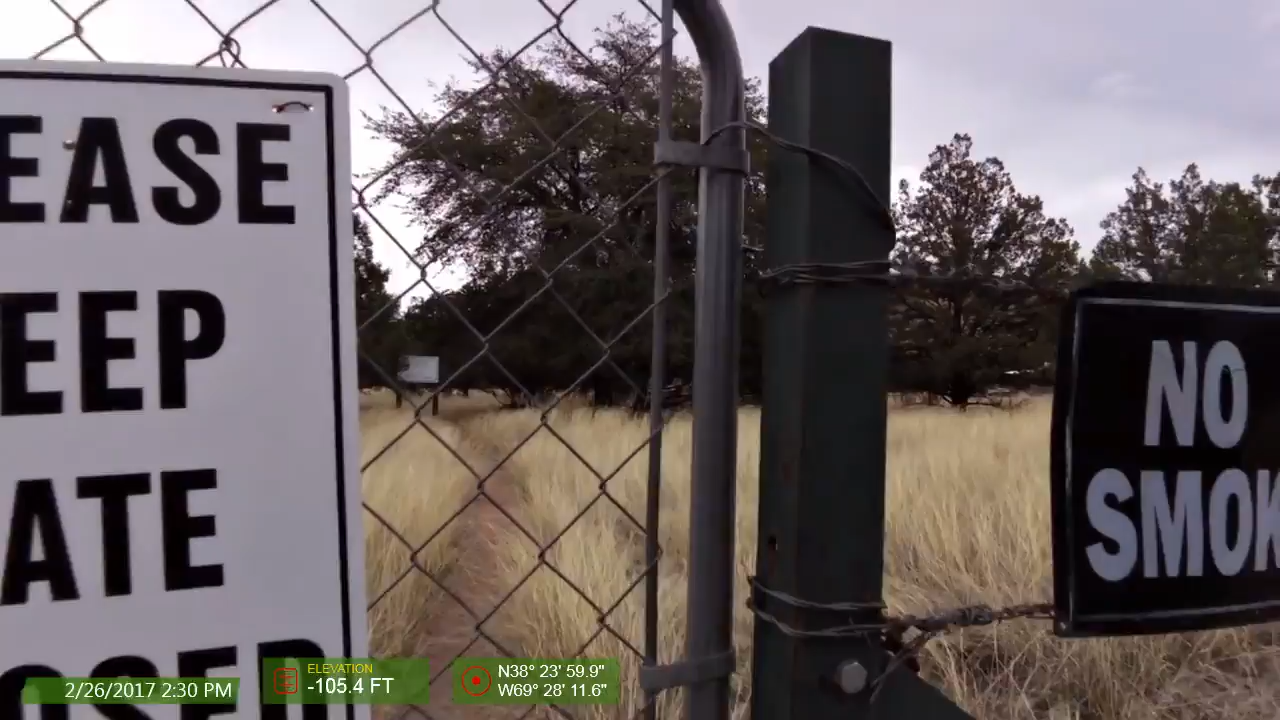 EASE
EEP
ATE
OSED
NO
SMOK
2/26/2017 2:30 PM
ELEVATION
-105.4 FT
N38° 23' 59.9"
W69° 28' 11.6"